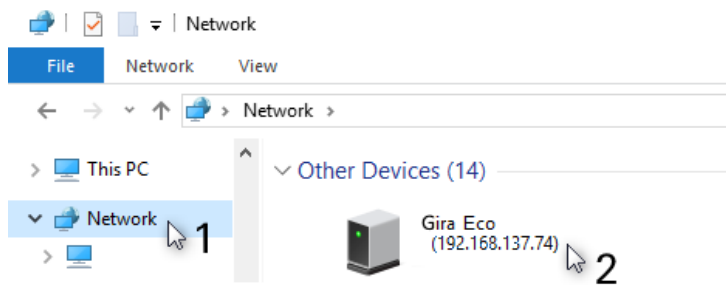 Network
File Network View
Network
This PC
Other Devices (14)
Network
1
Gira Eco
(192.168.137.74)
2